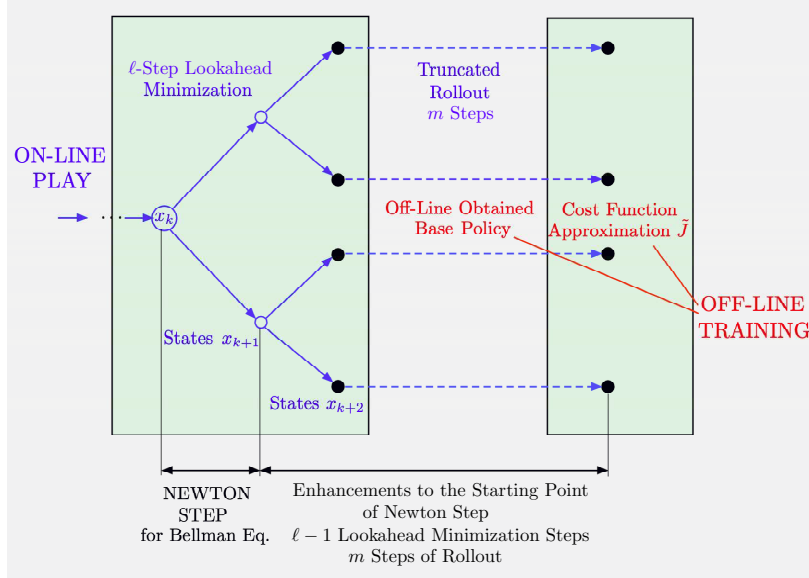 ℓ-Step Lookahead
Minimization
Truncated
Rollout
m Steps
ON-LINE
PLAY
··· x_k
Off-Line Obtained
Base Policy
Cost Function
Approximation J̃
OFF-LINE
TRAINING
States x_{k+1}
States x_{k+2}
NEWTON
STEP
for Bellman Eq.
Enhancements to the Starting Point
of Newton Step
ℓ − 1 Lookahead Minimization Steps
m Steps of Rollout